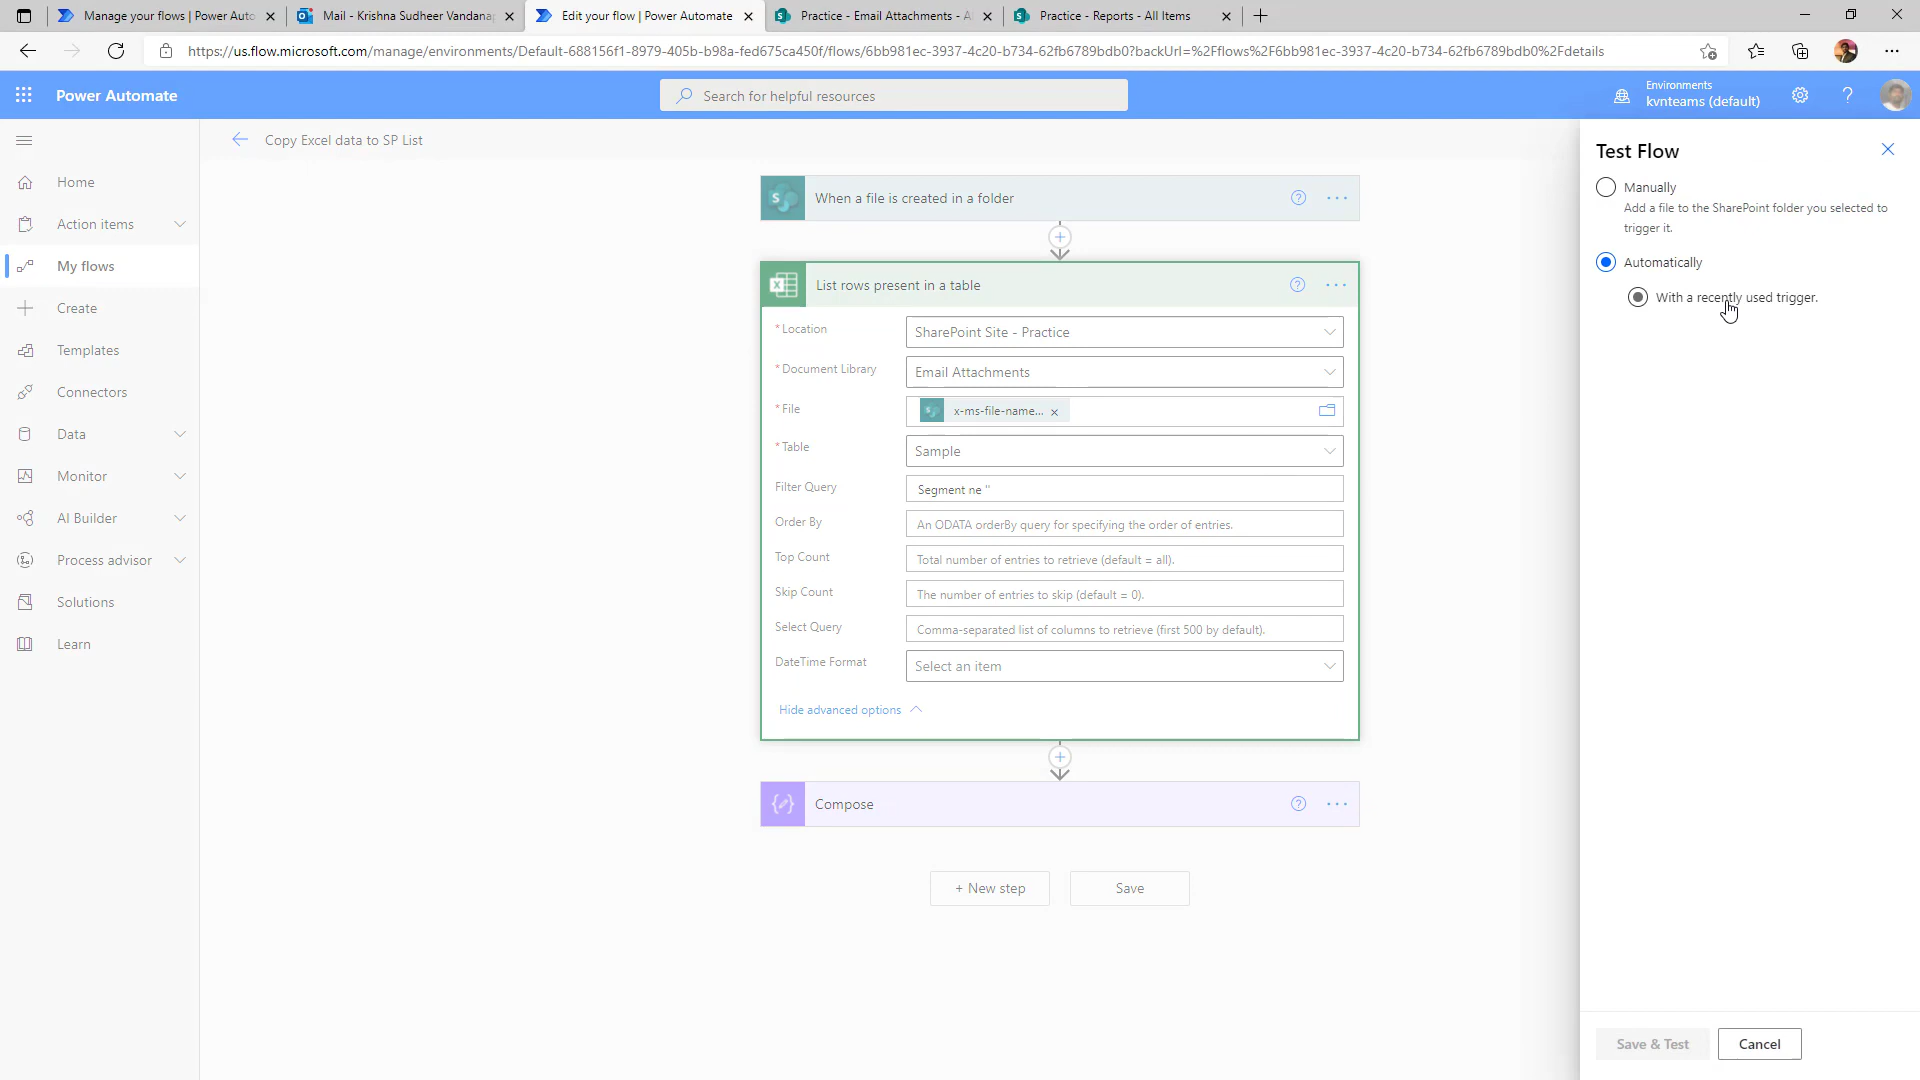 Manage your flows | Power Auto
Mail - Krishna Sudheer Vandana
Edit your flow | Power Automate
Practice - Email Attachments - A
Practice - Reports - All Items
https://us.flow.microsoft.com/manage/environments/Default-688156f1-8979-405b-b98a-fed675ca450f/flows/6bb981ec-3937-4c20-b734-62fb6789bdb0?backUrl=%2Fflows%2F6bb981ec-3937-4c20-b734-62fb6789bdb0%2Fdetails
Power Automate
Search for helpful resources
Environments
kvnteams (default)
Copy Excel data to SP List
Home
Action items
My flows
Create
Templates
Connectors
Data
Monitor
AI Builder
Process advisor
Solutions
Learn
When a file is created in a folder
List rows present in a table
* Location
SharePoint Site - Practice
* Document Library
Email Attachments
* File
x-ms-file-name...
* Table
Sample
Filter Query
Segment ne ''
Order By
An ODATA orderBy query for specifying the order of entries.
Top Count
Total number of entries to retrieve (default = all).
Skip Count
The number of entries to skip (default = 0).
Select Query
Comma-separated list of columns to retrieve (first 500 by default).
DateTime Format
Select an item
Hide advanced options
Compose
+ New step
Save
Test Flow
Manually
Add a file to the SharePoint folder you selected to
trigger it.
Automatically
With a recently used trigger.
Save & Test
Cancel